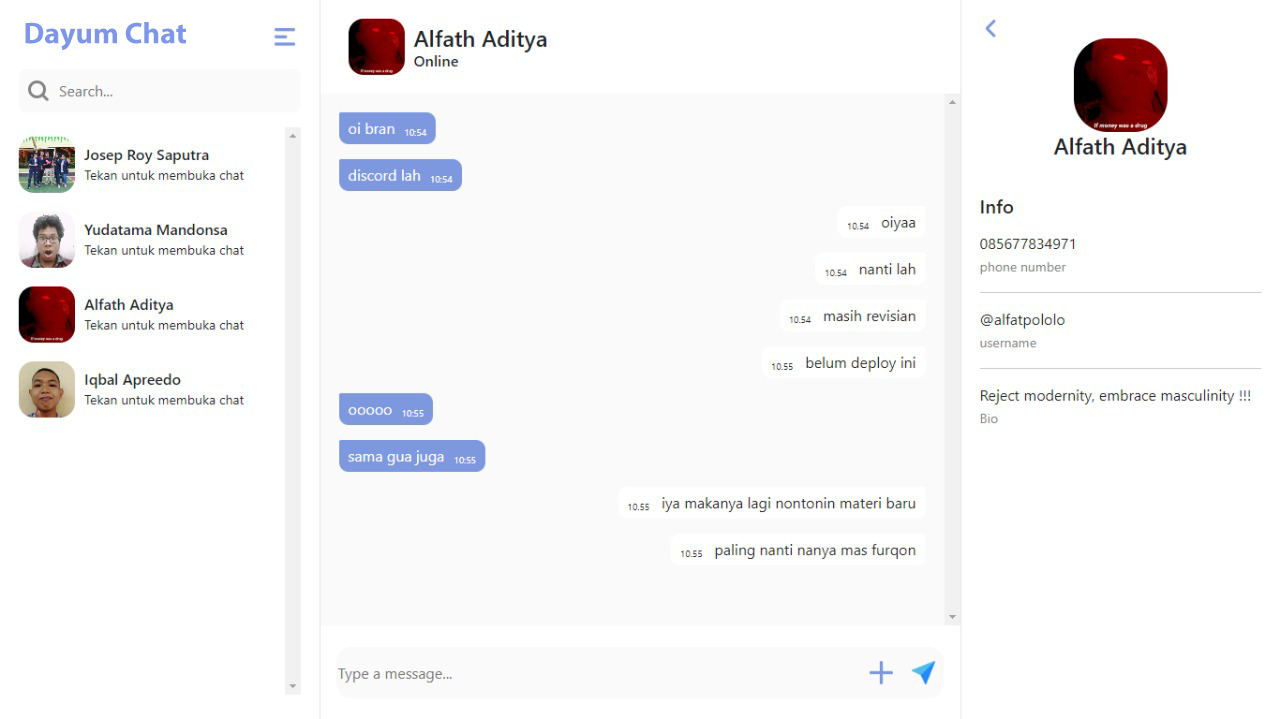 Dayum Chat
Search...
Josep Roy Saputra
Tekan untuk membuka chat
Yudatama Mandonsa
Tekan untuk membuka chat
Alfath Aditya
Tekan untuk membuka chat
Iqbal Apreedo
Tekan untuk membuka chat
Alfath Aditya
Online
oi bran 10:54
discord lah 10:54
10.54 oiyaa
10.54 nanti lah
10.54 masih revisian
10.55 belum deploy ini
ooooo 10:55
sama gua juga 10:55
10.55 iya makanya lagi nontonin materi baru
10.55 paling nanti nanya mas furqon
Type a message...
If money was a drug
Alfath Aditya
Info
085677834971
phone number
@alfatpololo
username
Reject modernity, embrace masculinity !!!
Bio